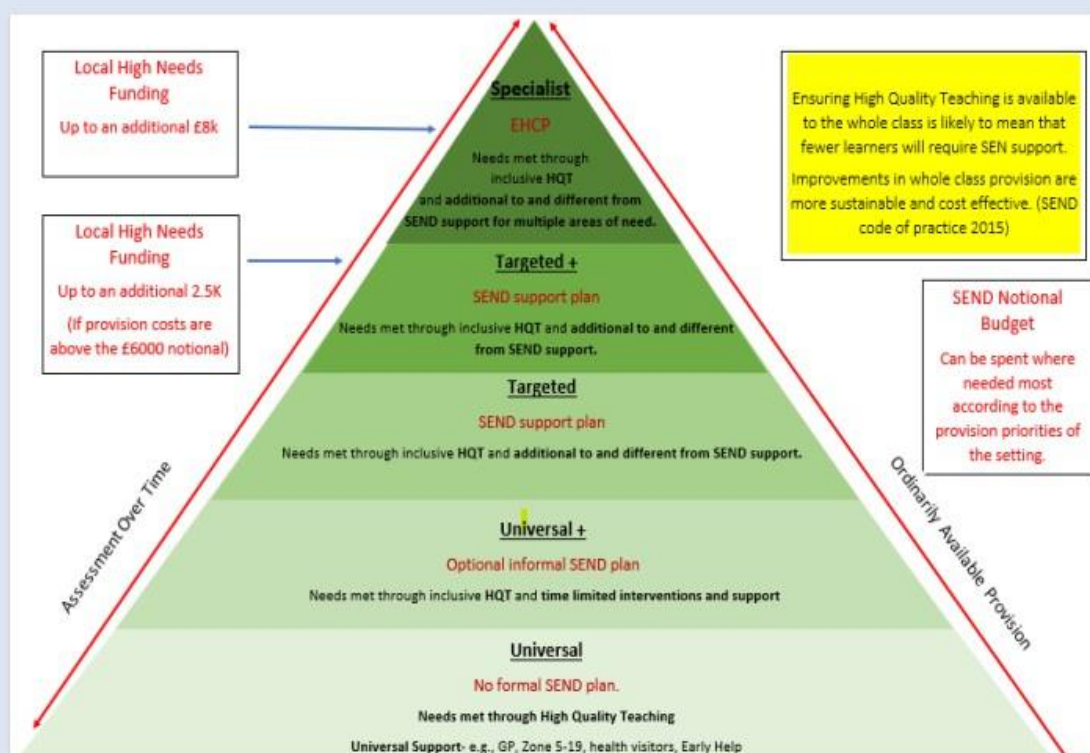 Local High Needs
Funding
Up to an additional £8k
Local High Needs
Funding
Up to an additional 2.5K
(If provision costs are
above the £6000 notional)
Specialist
EHCP
Needs met through
inclusive HQT
and additional to and different from
SEND support for multiple areas of need.
Targeted +
SEND support plan
Needs met through inclusive HQT and additional to and different
from SEND support.
Targeted
SEND support plan
Needs met through inclusive HQT and additional to and different from SEND support.
Universal +
Optional informal SEND plan
Needs met through inclusive HQT and time limited interventions and support
Universal
No formal SEND plan.
Needs met through High Quality Teaching
Universal Support- e.g., GP, Zone 5-19, health visitors, Early Help
Assessment Over Time
Ensuring High Quality Teaching is available
to the whole class is likely to mean that
fewer learners will require SEN support.
Improvements in whole class provision are
more sustainable and cost effective. (SEND
code of practice 2015)
SEND Notional
Budget
Can be spent where
needed most
according to the
provision priorities of
the setting.
Ordinarily Available Provision